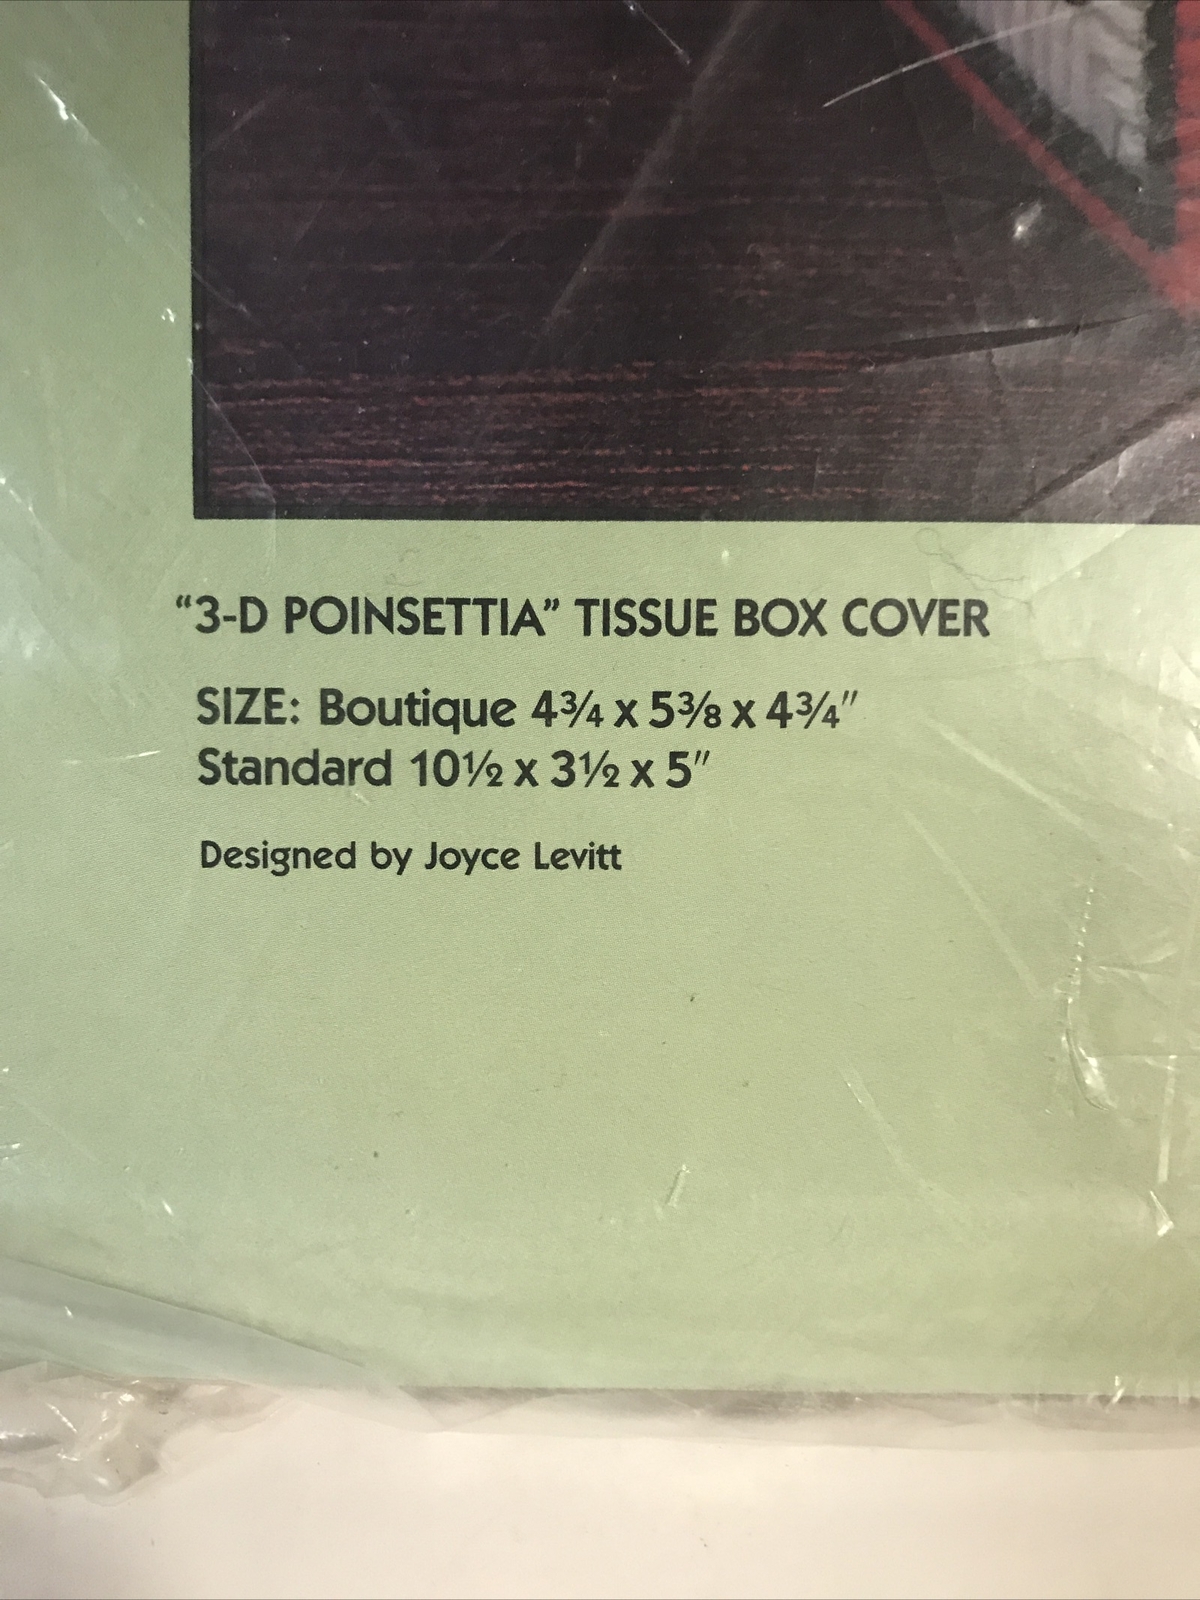 “3-D POINSETTIA” TISSUE BOX COVER
SIZE: Boutique 4¾ x 5⅜ x 4¾″
Standard 10½ x 3½ x 5″
Designed by Joyce Levitt